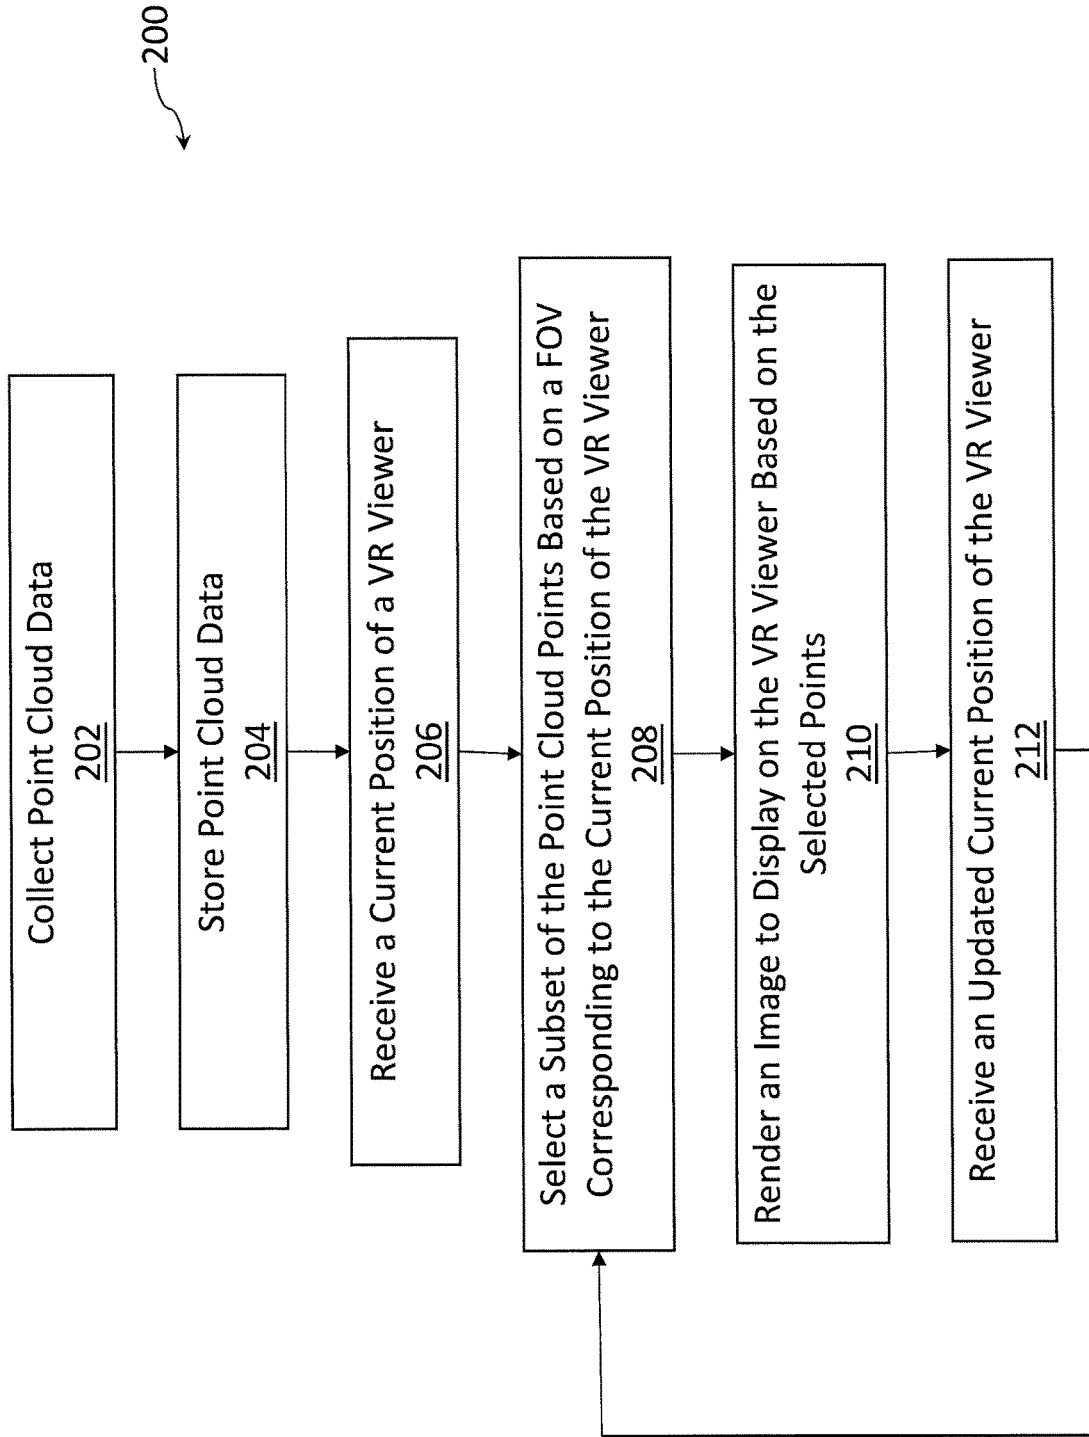 200
Collect Point Cloud Data
202
Store Point Cloud Data
204
Receive a Current Position of a VR Viewer
206
Select a Subset of the Point Cloud Points Based on a FOV
Corresponding to the Current Position of the VR Viewer
208
Render an Image to Display on the VR Viewer Based on the
Selected Points
210
Receive an Updated Current Position of the VR Viewer
212